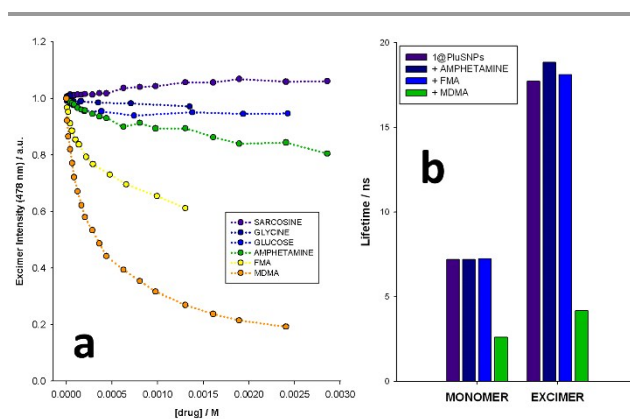 1.2
1.0
0.8
0.6
0.4
0.2
0.0
Excimer Intensity (478 nm) / a.u.
SARCOSINE
GLYCINE
GLUCOSE
AMPHETAMINE
FMA
MDMA
a
0.0000 0.0005 0.0010 0.0015 0.0020 0.0025 0.0030
[drug] / M
20
15
10
5
0
Lifetime / ns
1@PluSNPs
+ AMPHETAMINE
+ FMA
+ MDMA
b
MONOMER EXCIMER